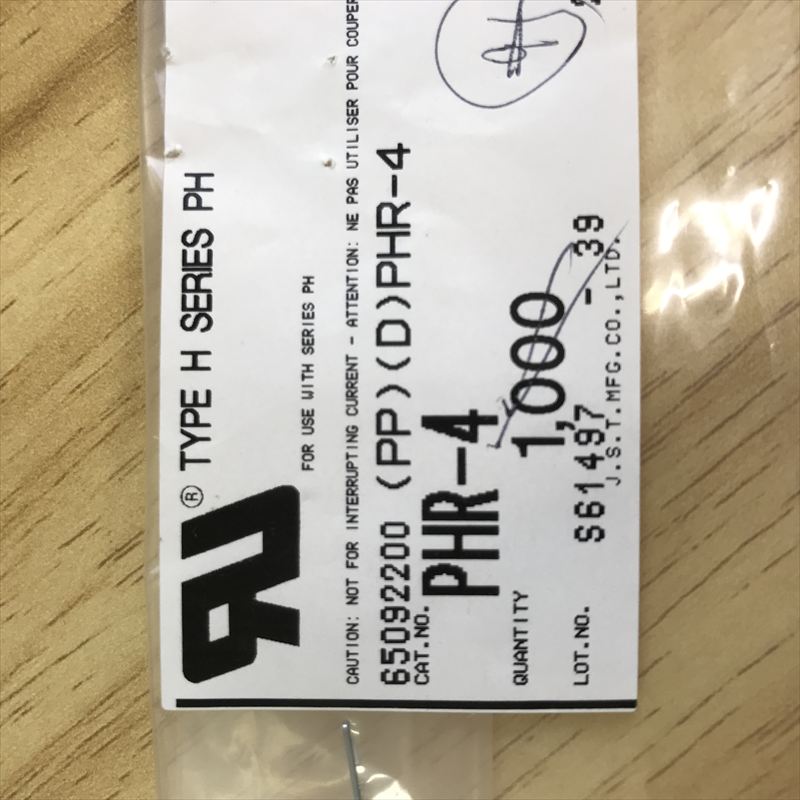 ® TYPE H SERIES PH
FOR USE WITH SERIES PH
CAUTION: NOT FOR INTERRUPTING CURRENT - ATTENTION: NE PAS UTILISER POUR COUPER
65092200 (PP)(D)PHR-4
CAT.NO. PHR-4
QUANTITY 1,000
LOT.NO. S61497 - 39
J.S.T.MFG.CO.,LTD.